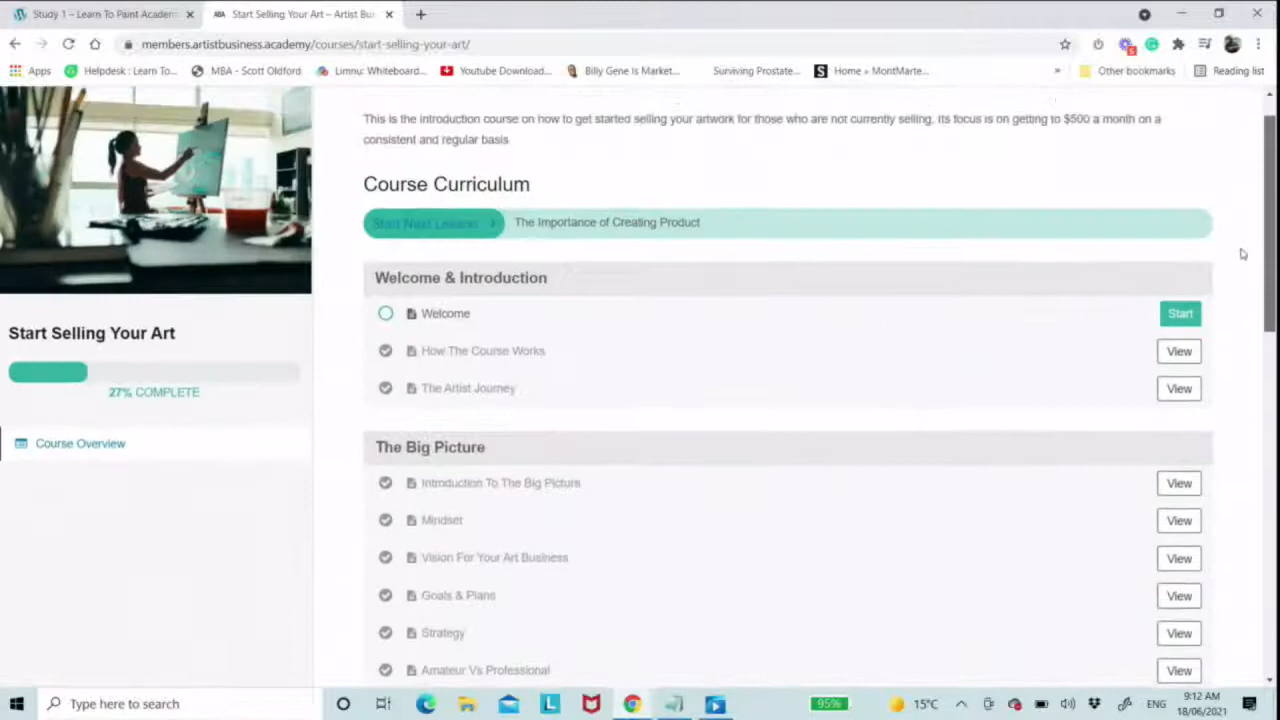 Study 1 – Learn To Paint Academ
Start Selling Your Art – Artist Bus
members.artistbusiness.academy/courses/start-selling-your-art/
Apps
Helpdesk : Learn To...
MBA - Scott Oldford
Limnu: Whiteboard...
Youtube Download...
Billy Gene Is Market...
Surviving Prostate...
Home » MontMarte...
»
Other bookmarks
Reading list
This is the introduction course on how to get started selling your artwork for those who are not currently selling. Its focus is on getting to $500 a month on a
consistent and regular basis
Course Curriculum
Start Next Lesson
The Importance of Creating Product
Welcome & Introduction
Welcome
Start
How The Course Works
View
The Artist Journey
View
Start Selling Your Art
27% COMPLETE
Course Overview
The Big Picture
Introduction To The Big Picture
View
Mindset
View
Vision For Your Art Business
View
Goals & Plans
View
Strategy
View
Amateur Vs Professional
View
Type here to search
95%
15°C
ENG
9:12 AM
18/06/2021